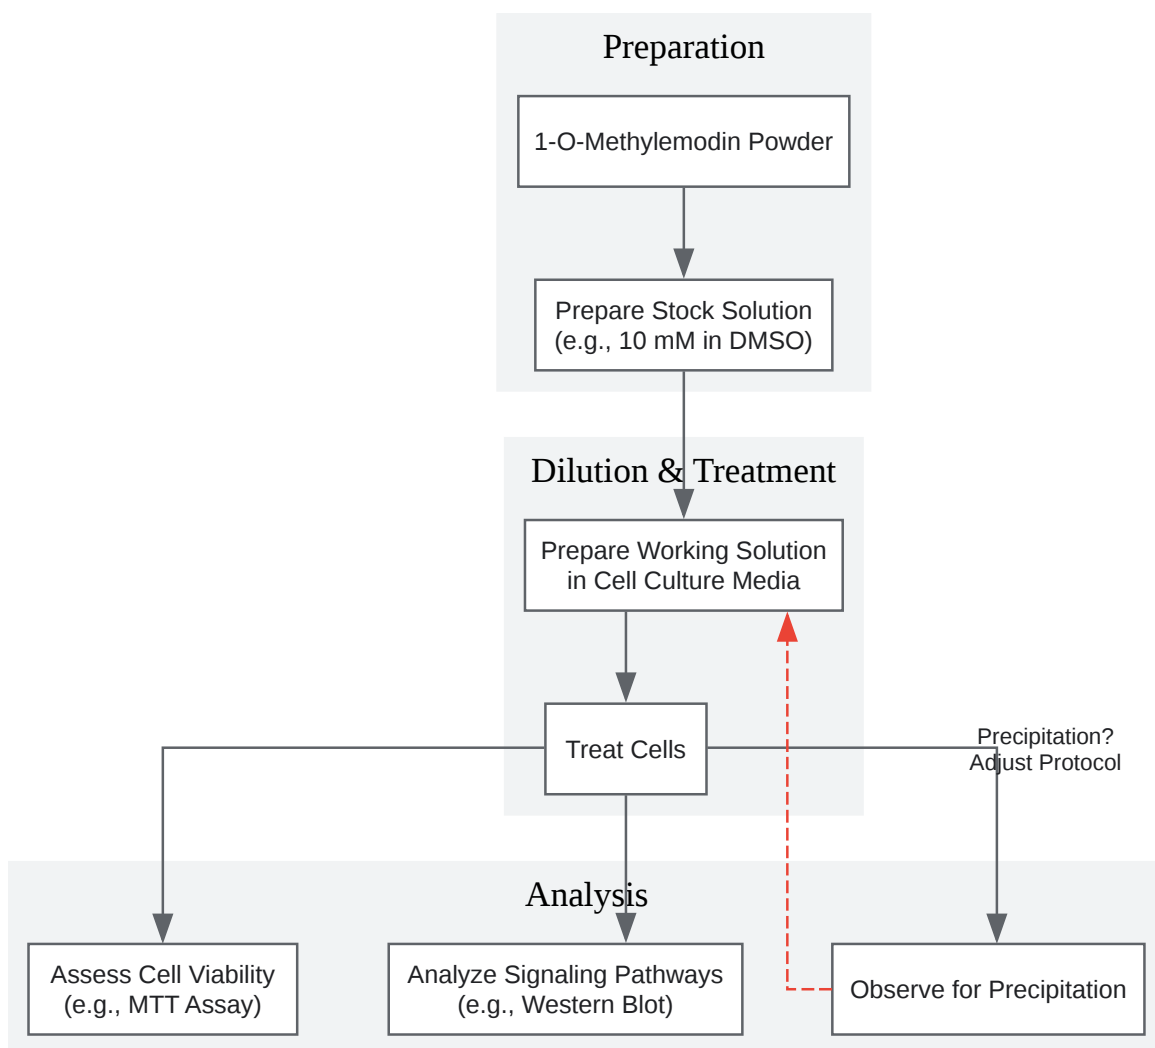 Preparation
1-O-Methylemodin Powder
Prepare Stock Solution
(e.g., 10 mM in DMSO)
Dilution & Treatment
Prepare Working Solution
in Cell Culture Media
Treat Cells
Precipitation?
Adjust Protocol
Analysis
Assess Cell Viability
(e.g., MTT Assay)
Analyze Signaling Pathways
(e.g., Western Blot)
Observe for Precipitation